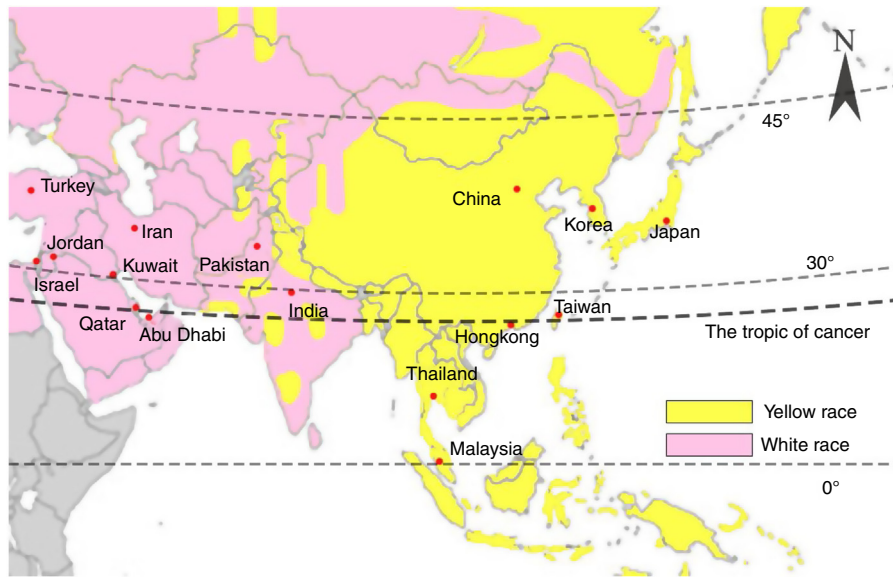 N
45°
Turkey
China
Korea
Japan
Iran
Jordan
Pakistan
Kuwait
30°
Israel
India
Taiwan
Qatar
Abu Dhabi
Hongkong
The tropic of cancer
Thailand
Yellow race
White race
Malaysia
0°